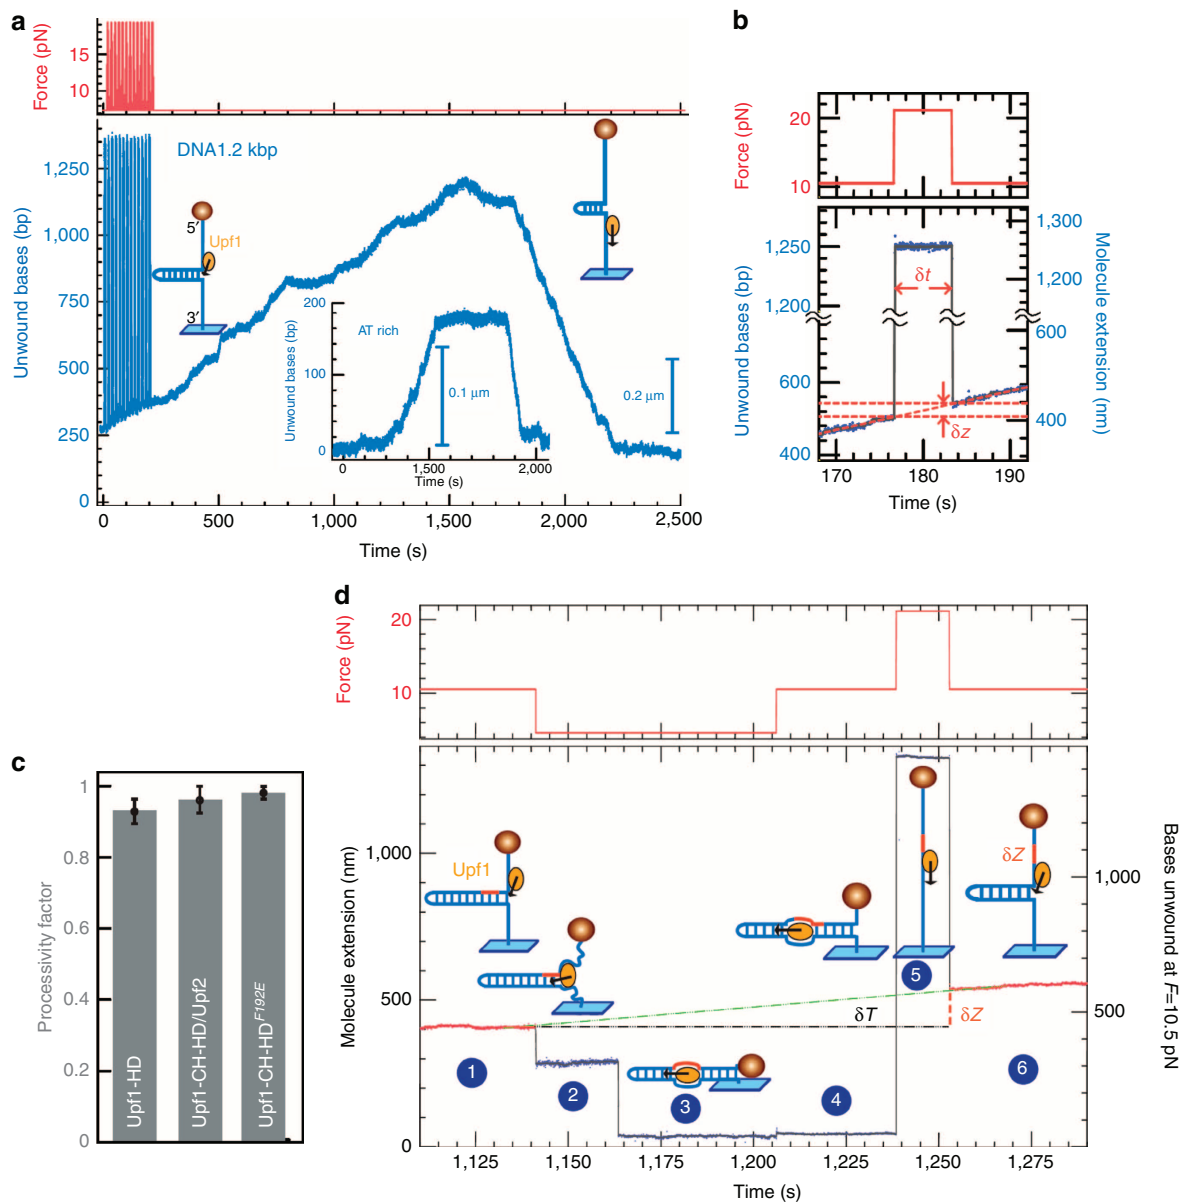 a
Force (pN)
15
10
Unwound bases (bp)
1,250
1,000
750
500
250
0
DNA1.2 kbp
5′
Upf1
3′
AT rich
Unwound bases (bp)
200
100
0
0.1 μm
0.2 μm
0
1,500
2,000
Time (s)
0
500
1,000
1,500
2,000
2,500
Time (s)
b
Force (pN)
20
10
Unwound bases (bp)
1,250
1,200
600
400
1,300
1,200
600
400
Molecule extension (nm)
δt
δz
170
180
190
Time (s)
c
Processivity factor
1
0.8
0.6
0.4
0.2
0
Upf1-HD
Upf1-CH-HD/Upf2
Upf1-CH-HD^F192E
d
Force (pN)
20
10
Molecule extension (nm)
1,000
500
0
Upf1
δT
δZ
δZ
1
2
3
4
5
6
1,000
500
Bases unwound at F=10.5 pN
1,125
1,150
1,175
1,200
1,225
1,250
1,275
Time (s)